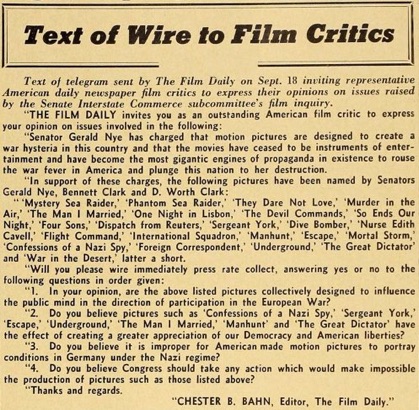 Text of Wire to Film Critics
Text of telegram sent by The Film Daily on Sept. 18 inviting representative
American daily newspaper film critics to express their opinions on issues raised
by the Senate Interstate Commerce subcommittee's film inquiry.
"THE FILM DAILY invites you as an outstanding American film critic to express
your opinion on issues involved in the following:
"Senator Gerald Nye has charged that motion pictures are designed to create a
war hysteria in this country and that the movies have ceased to be instruments of enter-
tainment and have become the most gigantic engines of propaganda in existence to rouse
the war fever in America and plunge this nation to her destruction.
"In support of these charges, the following pictures have been named by Senators
Gerald Nye, Bennett Clark and D. Worth Clark:
"'Mystery Sea Raider,' 'Phantom Sea Raider,' 'They Dare Not Love,' 'Murder in the
Air,' 'The Man I Married,' 'One Night in Lisbon,' 'The Devil Commands,' 'So Ends Our
Night,' 'Four Sons,' 'Dispatch from Reuters,' 'Sergeant York,' 'Dive Bomber,' 'Nurse Edith
Cavell,' 'Flight Command,' 'International Squadron,' 'Manhunt,' 'Escape,' 'Mortal Storm,'
'Confessions of a Nazi Spy,' 'Foreign Correspondent,' 'Underground,' 'The Great Dictator'
and 'War in the Desert,' latter a short.
"Will you please wire immediately press rate collect, answering yes or no to the
following questions in order given:
"1. In your opinion, are the above listed pictures collectively designed to influence
the public mind in the direction of participation in the European War?
"2. Do you believe pictures such as 'Confessions of a Nazi Spy,' 'Sergeant York,'
'Escape,' 'Underground,' 'The Man I Married,' 'Manhunt' and 'The Great Dictator' have
the effect of creating a greater appreciation of our Democracy and American liberties?
"3. Do you believe it is improper for American made motion pictures to portray
conditions in Germany under the Nazi regime?
"4. Do you believe Congress should take any action which would make impossible
the production of pictures such as those listed above?
"Thanks and regards.
"CHESTER B. BAHN, Editor, The Film Daily."